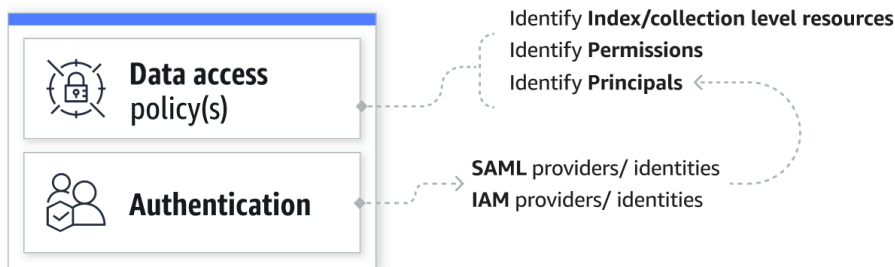 Identify Index/collection level resources
Identify Permissions
Identify Principals
Data access
policy(s)
SAML providers/ identities
IAM providers/ identities
Authentication